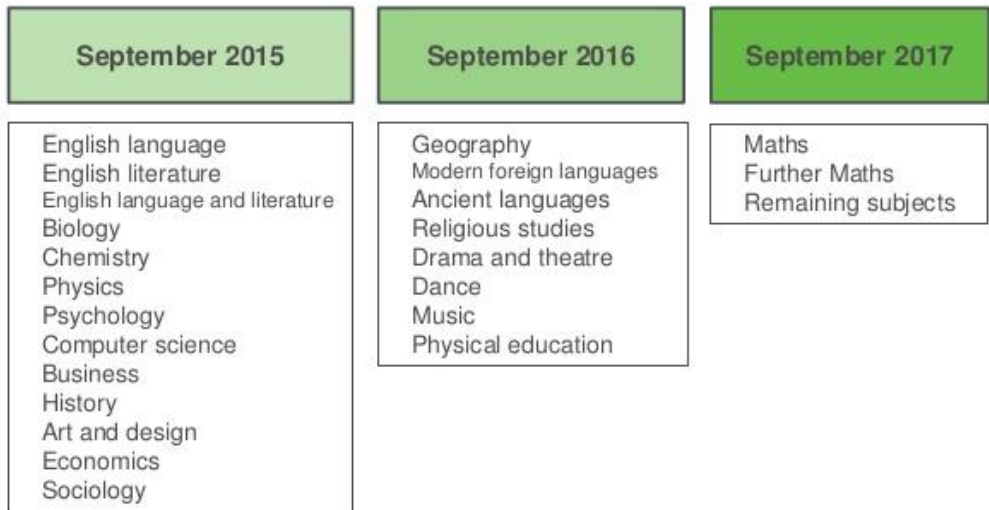 September 2015
English language
English literature
English language and literature
Biology
Chemistry
Physics
Psychology
Computer science
Business
History
Art and design
Economics
Sociology
September 2016
Geography
Modern foreign languages
Ancient languages
Religious studies
Drama and theatre
Dance
Music
Physical education
September 2017
Maths
Further Maths
Remaining subjects